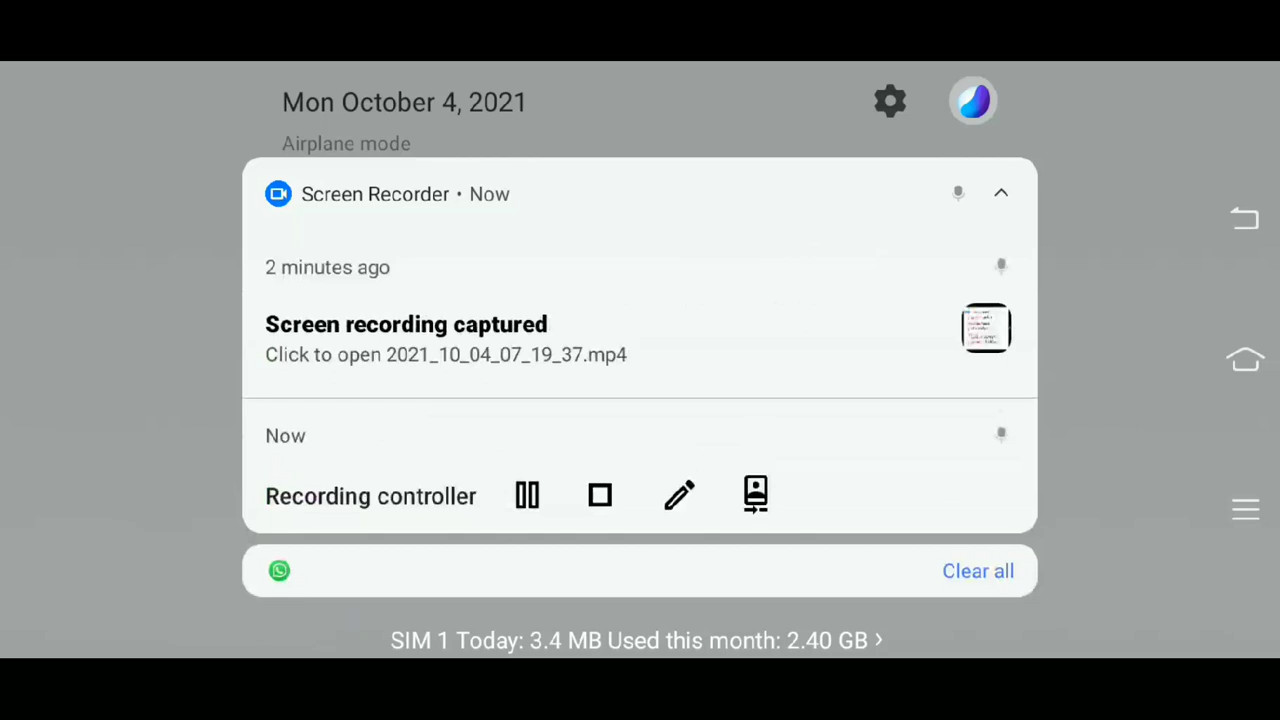 Mon October 4, 2021
Airplane mode
Screen Recorder • Now
2 minutes ago
Screen recording captured
Click to open 2021_10_04_07_19_37.mp4
Now
Recording controller
Clear all
SIM 1 Today: 3.4 MB Used this month: 2.40 GB ›